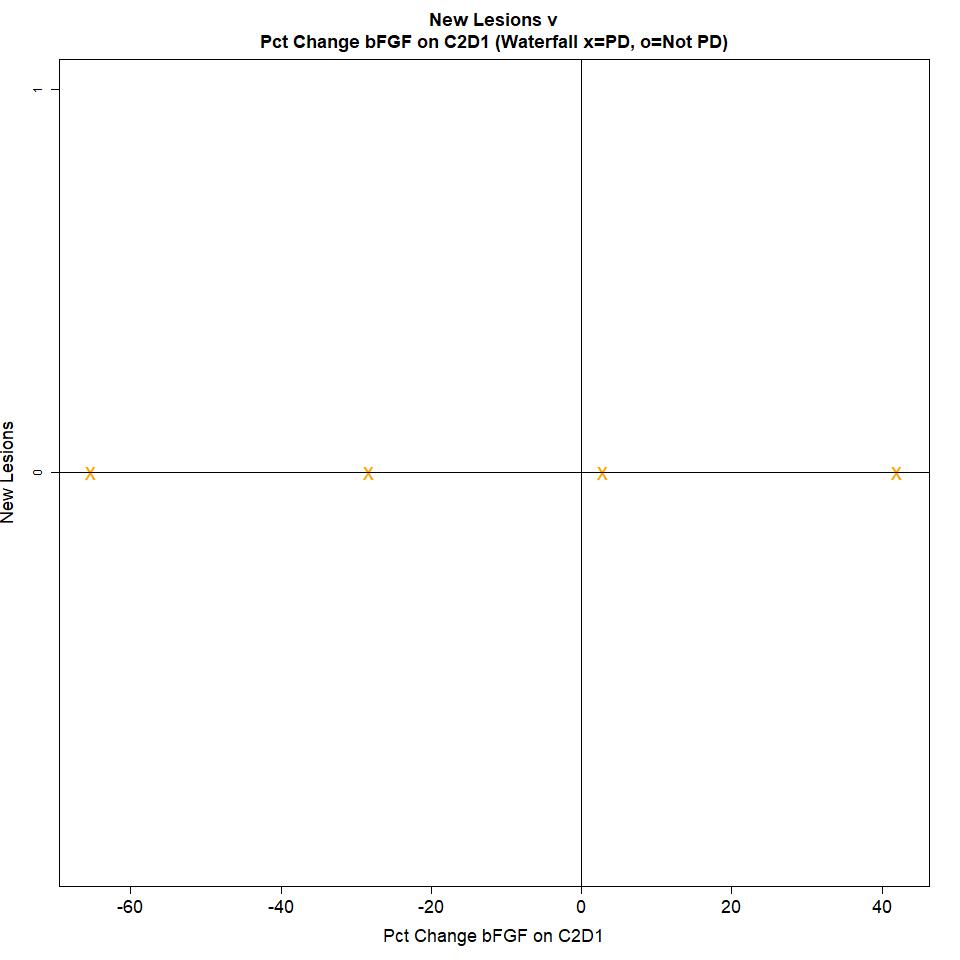 New Lesions v
Pct Change bFGF on C2D1 (Waterfall x=PD, o=Not PD)
1
New Lesions
0
X X X X
-60 -40 -20 0 20 40
Pct Change bFGF on C2D1